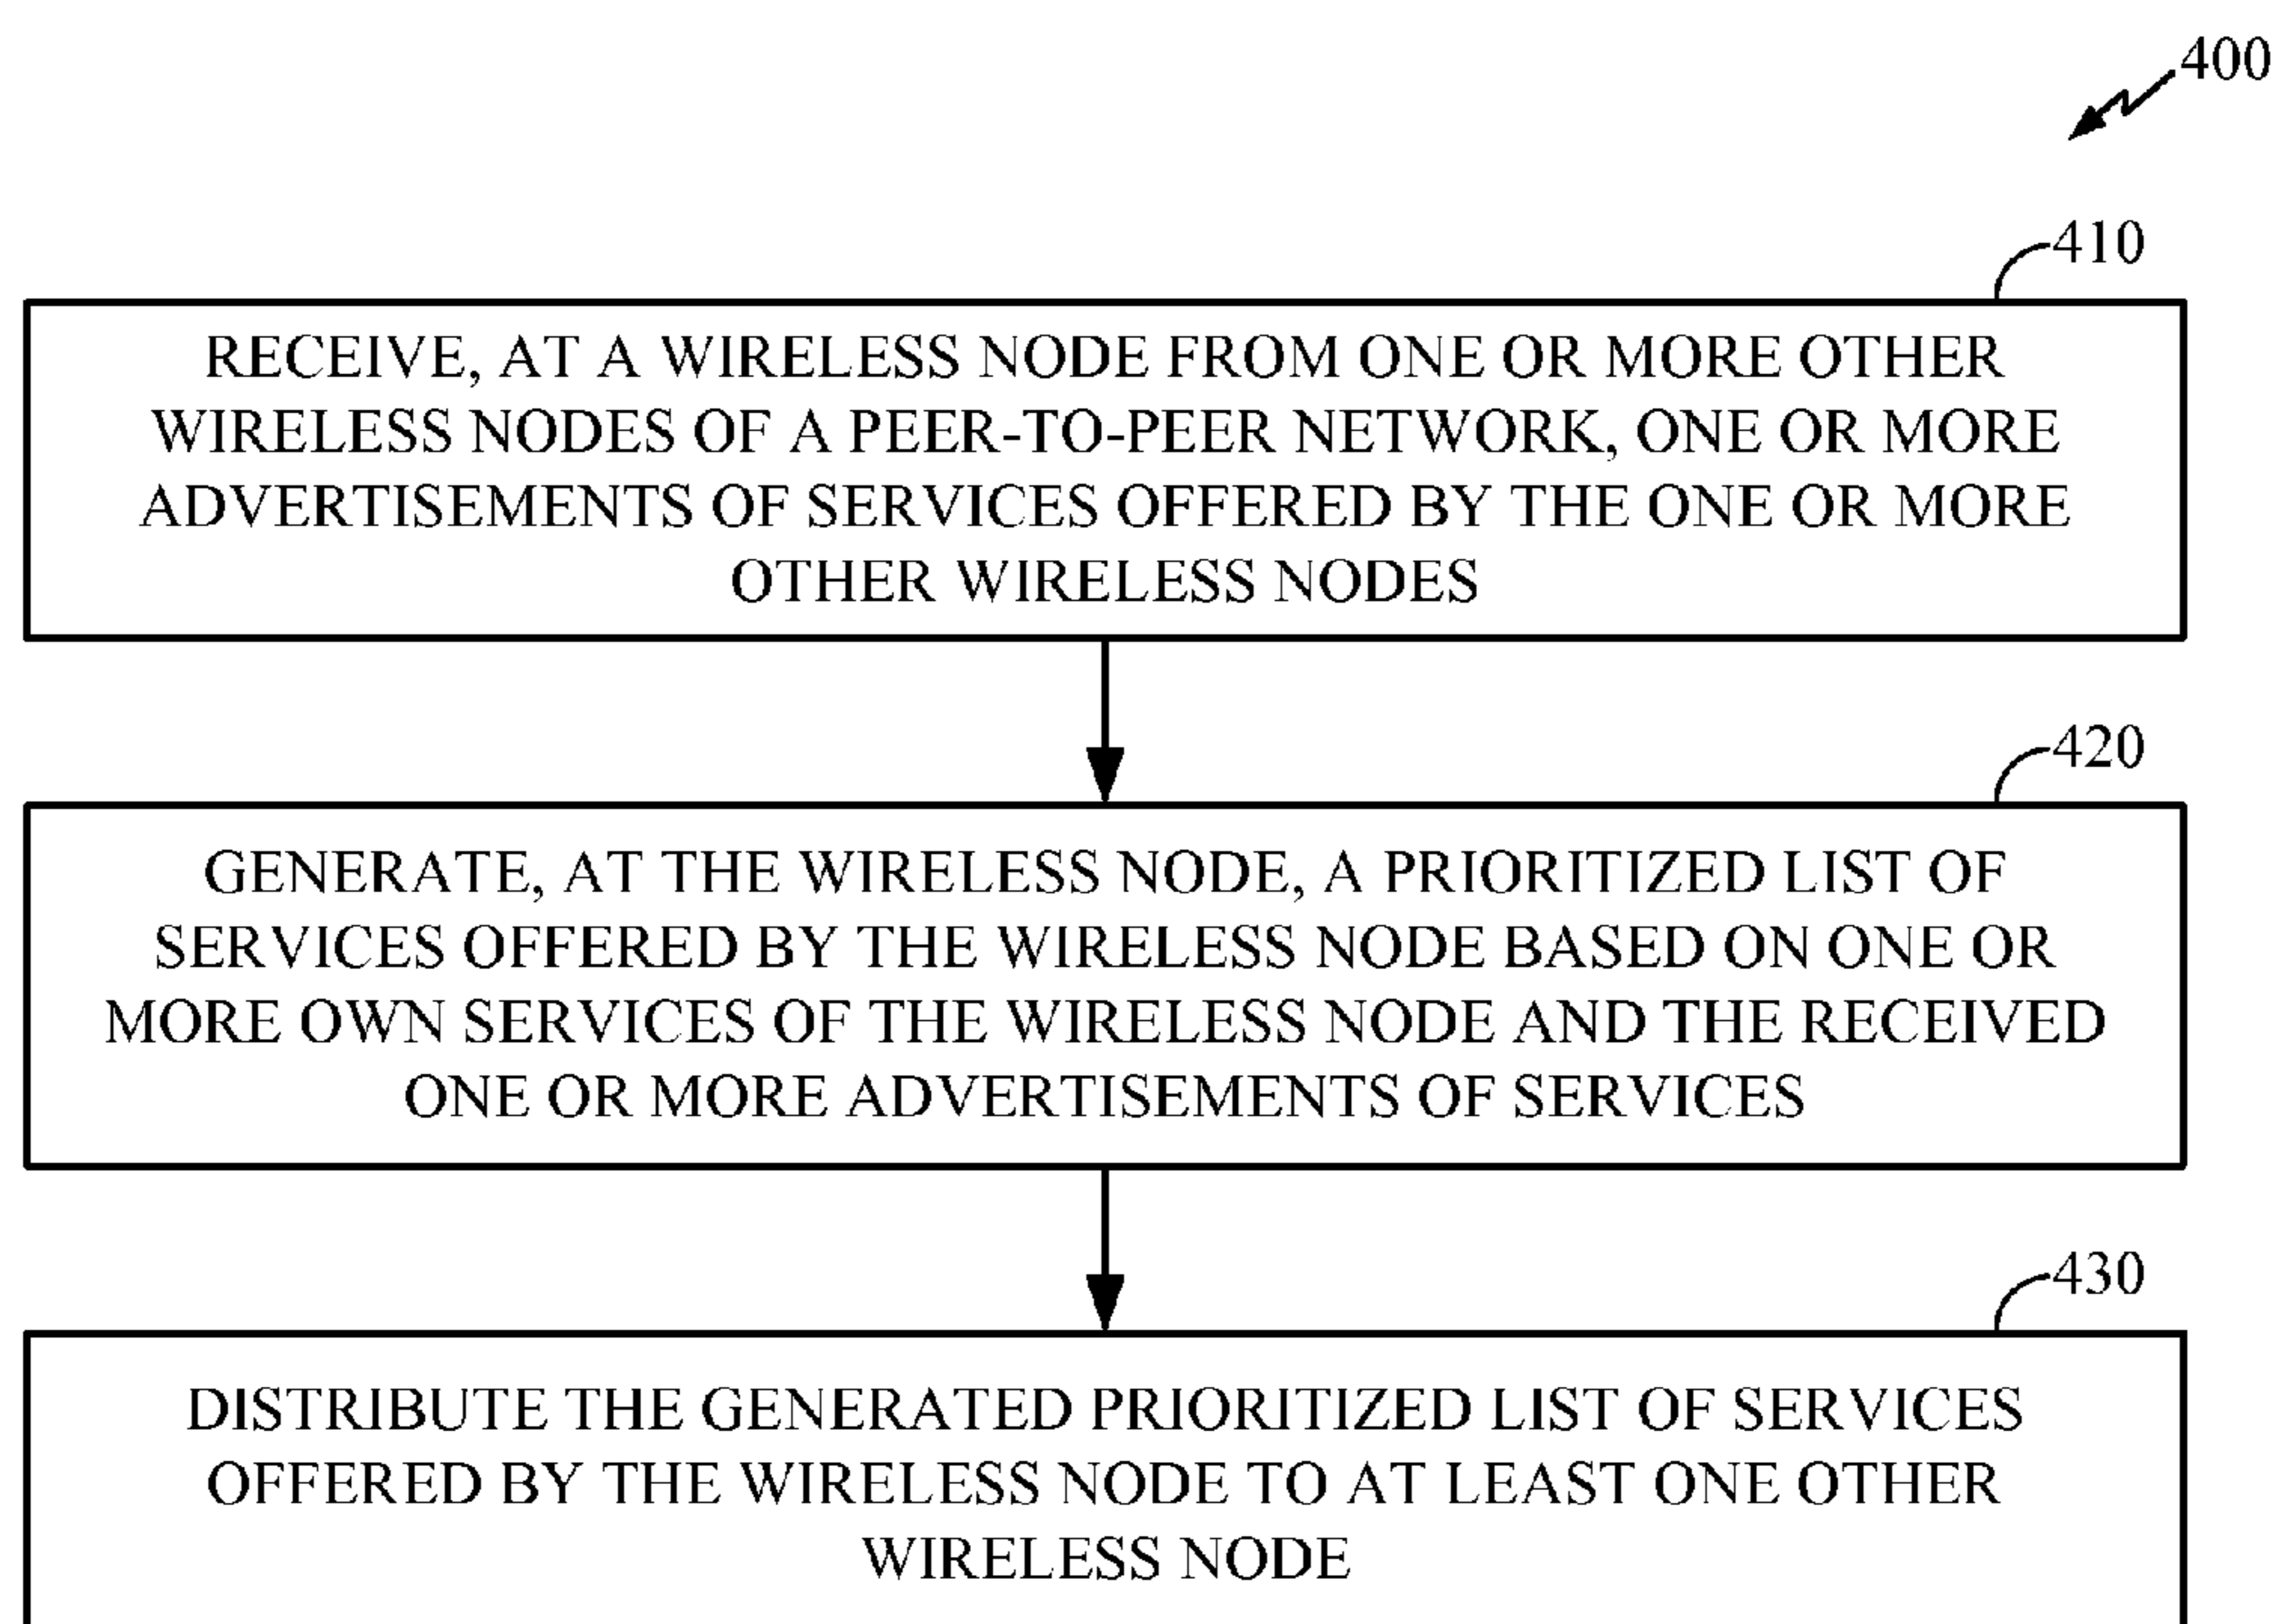 400
410
RECEIVE, AT A WIRELESS NODE FROM ONE OR MORE OTHER
WIRELESS NODES OF A PEER-TO-PEER NETWORK, ONE OR MORE
ADVERTISEMENTS OF SERVICES OFFERED BY THE ONE OR MORE
OTHER WIRELESS NODES
420
GENERATE, AT THE WIRELESS NODE, A PRIORITIZED LIST OF
SERVICES OFFERED BY THE WIRELESS NODE BASED ON ONE OR
MORE OWN SERVICES OF THE WIRELESS NODE AND THE RECEIVED
ONE OR MORE ADVERTISEMENTS OF SERVICES
430
DISTRIBUTE THE GENERATED PRIORITIZED LIST OF SERVICES
OFFERED BY THE WIRELESS NODE TO AT LEAST ONE OTHER
WIRELESS NODE